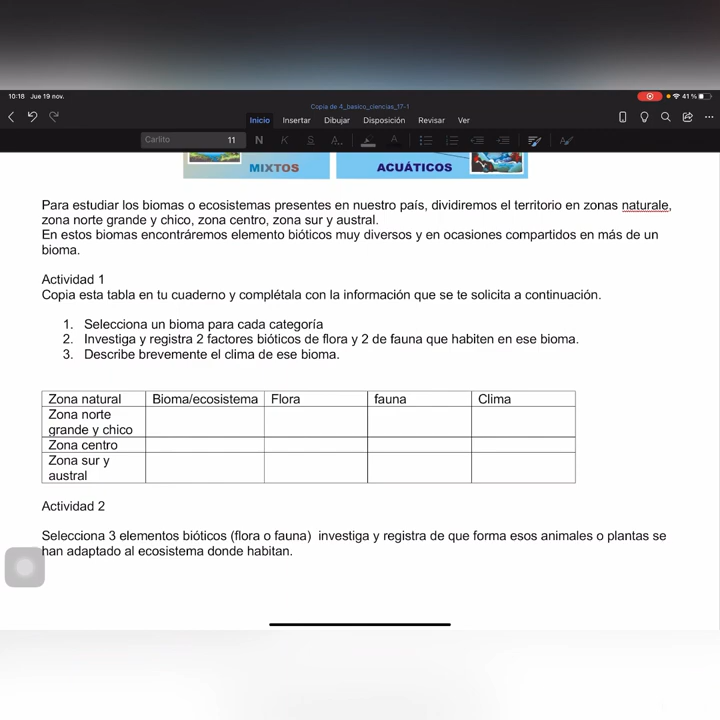 10:18 Jue 19 nov.
41 %
Copia de 4_basico_ciencias_17-1
Inicio Insertar Dibujar Disposición Revisar Ver
Carlito 11 N K S A..
MIXTOS ACUÁTICOS
Para estudiar los biomas o ecosistemas presentes en nuestro país, dividiremos el territorio en zonas naturale,
zona norte grande y chico, zona centro, zona sur y austral.
En estos biomas encontráremos elemento bióticos muy diversos y en ocasiones compartidos en más de un
bioma.
Actividad 1
Copia esta tabla en tu cuaderno y complétala con la información que se te solicita a continuación.
1. Selecciona un bioma para cada categoría
2. Investiga y registra 2 factores bióticos de flora y 2 de fauna que habiten en ese bioma.
3. Describe brevemente el clima de ese bioma.
Zona natural Bioma/ecosistema Flora fauna Clima
Zona norte
grande y chico
Zona centro
Zona sur y
austral
Actividad 2
Selecciona 3 elementos bióticos (flora o fauna) investiga y registra de que forma esos animales o plantas se
han adaptado al ecosistema donde habitan.